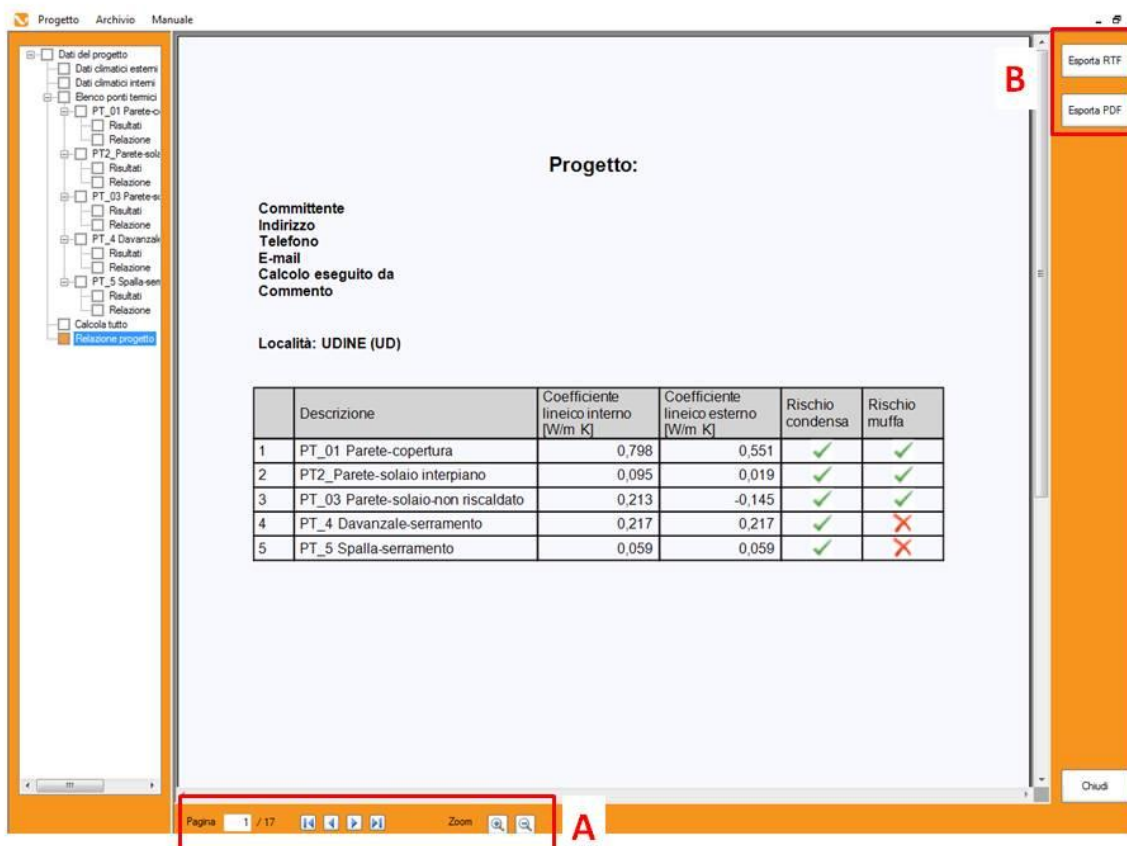 Progetto Archivio Manuale
Dati del progetto
Dati climatici esterni
Dati climatici interni
Elenco ponti termici
PT_01 Parete-co
Risultati
Relazione
PT2_Parete-sola
Risultati
Relazione
PT_03 Parete-so
Risultati
Relazione
PT_4 Davanzale
Risultati
Relazione
PT_5 Spalla-serr
Risultati
Relazione
Calcola tutto
Relazione progetto
Progetto:
Committente
Indirizzo
Telefono
E-mail
Calcolo eseguito da
Commento
Località: UDINE (UD)
Descrizione Coefficiente lineico interno [W/m K] Coefficiente lineico esterno [W/m K] Rischio condensa Rischio muffa
1 PT_01 Parete-copertura 0,798 0,551
2 PT2_Parete-solaio interpiano 0,095 0,019
3 PT_03 Parete-solaio-non riscaldato 0,213 -0,145
4 PT_4 Davanzale-serramento 0,217 0,217
5 PT_5 Spalla-serramento 0,059 0,059
B
Esporta RTF
Esporta PDF
Chiudi
Pagina 1 / 17 Zoom
A